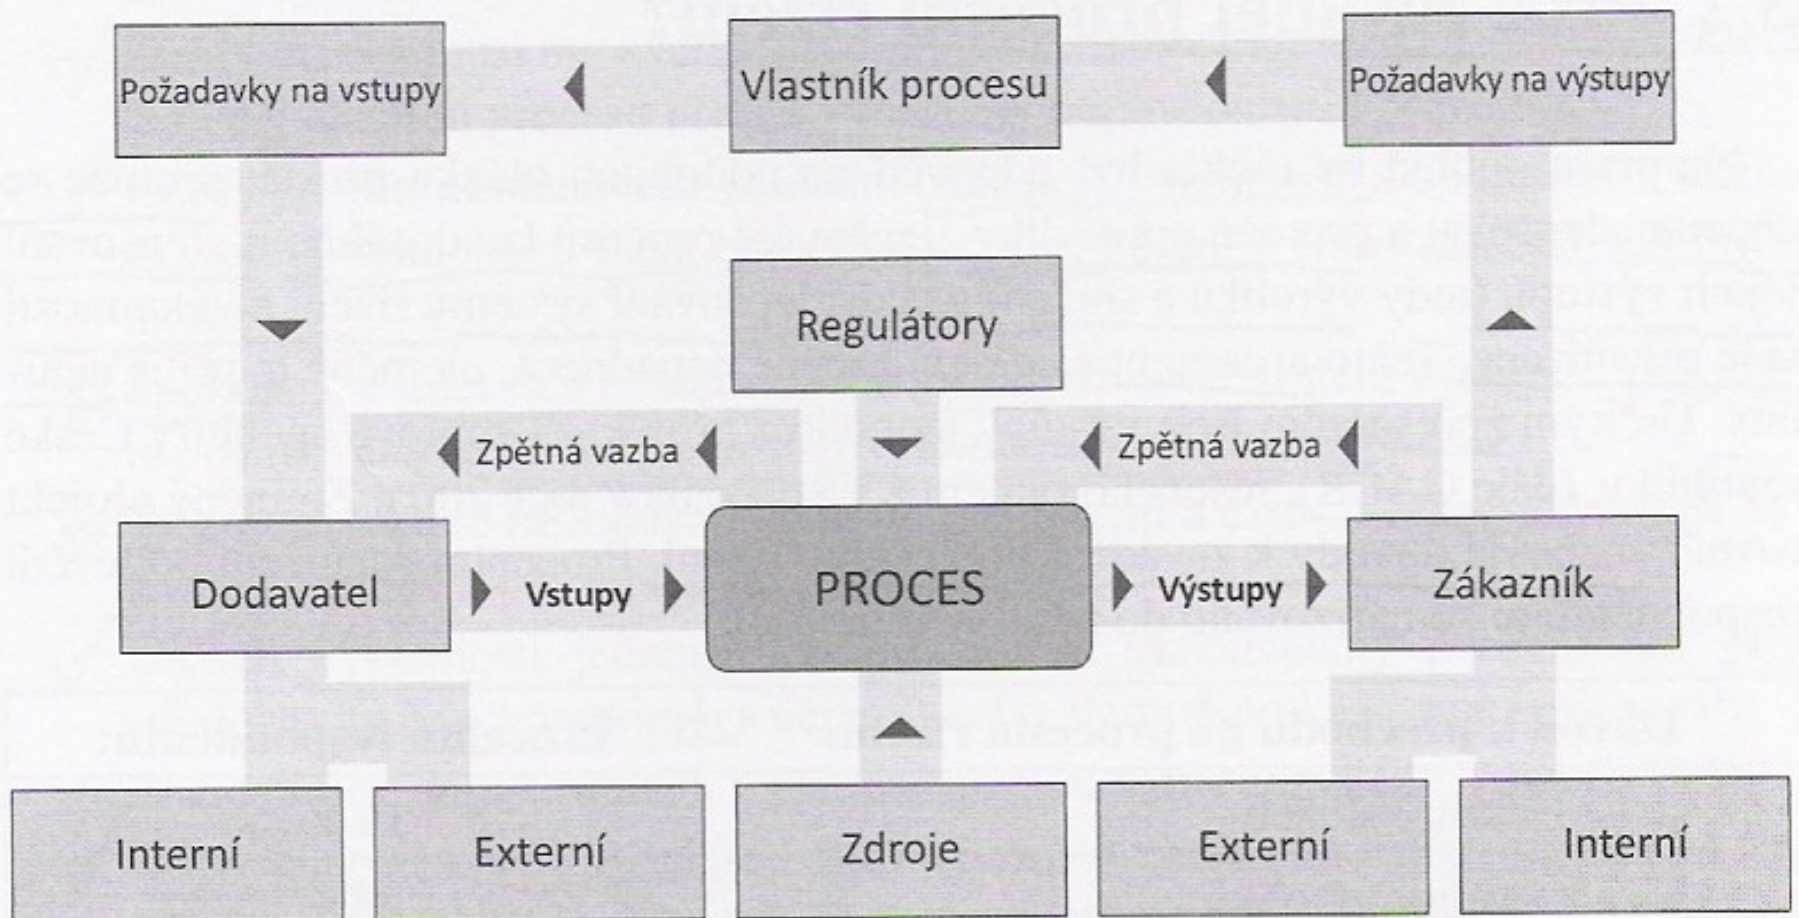 Požadavky na vstupy
Vlastník procesu
Požadavky na výstupy
Regulátory
Zpětná vazba
Zpětná vazba
Dodavatel
Vstupy
PROCES
Výstupy
Zákazník
Interní
Externí
Zdroje
Externí
Interní